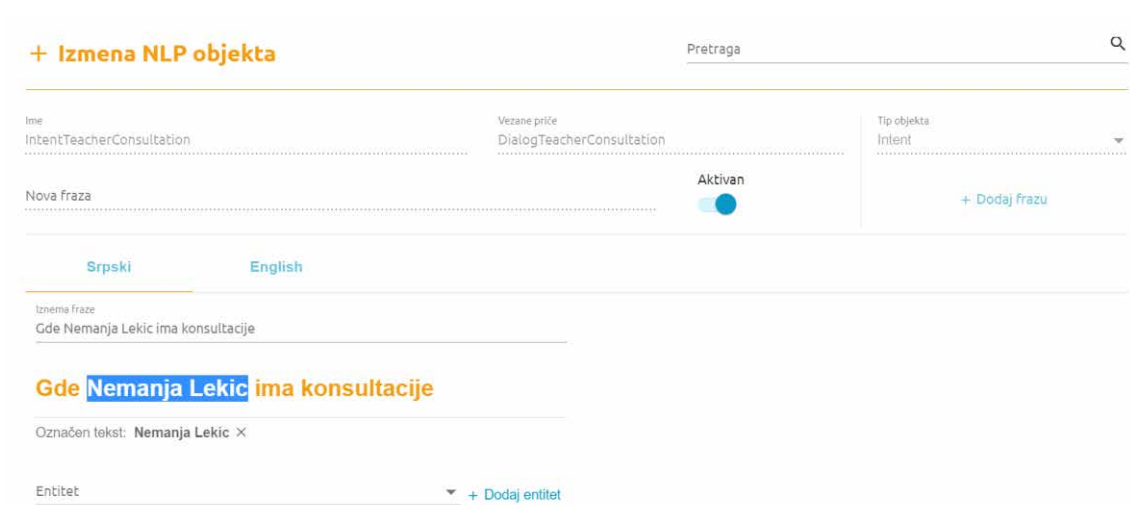 + Izmena NLP objekta
Pretraga
Ime
IntentTeacherConsultation
Vezane priče
DialogTeacherConsultation
Tip objekta
Intent
Nova fraza
Aktivan
+ Dodaj frazu
Srpski
English
Iznema fraze
Gde Nemanja Lekic ima konsultacije
Gde Nemanja Lekic ima konsultacije
Označen tekst: Nemanja Lekic ×
Entitet
+ Dodaj entitet